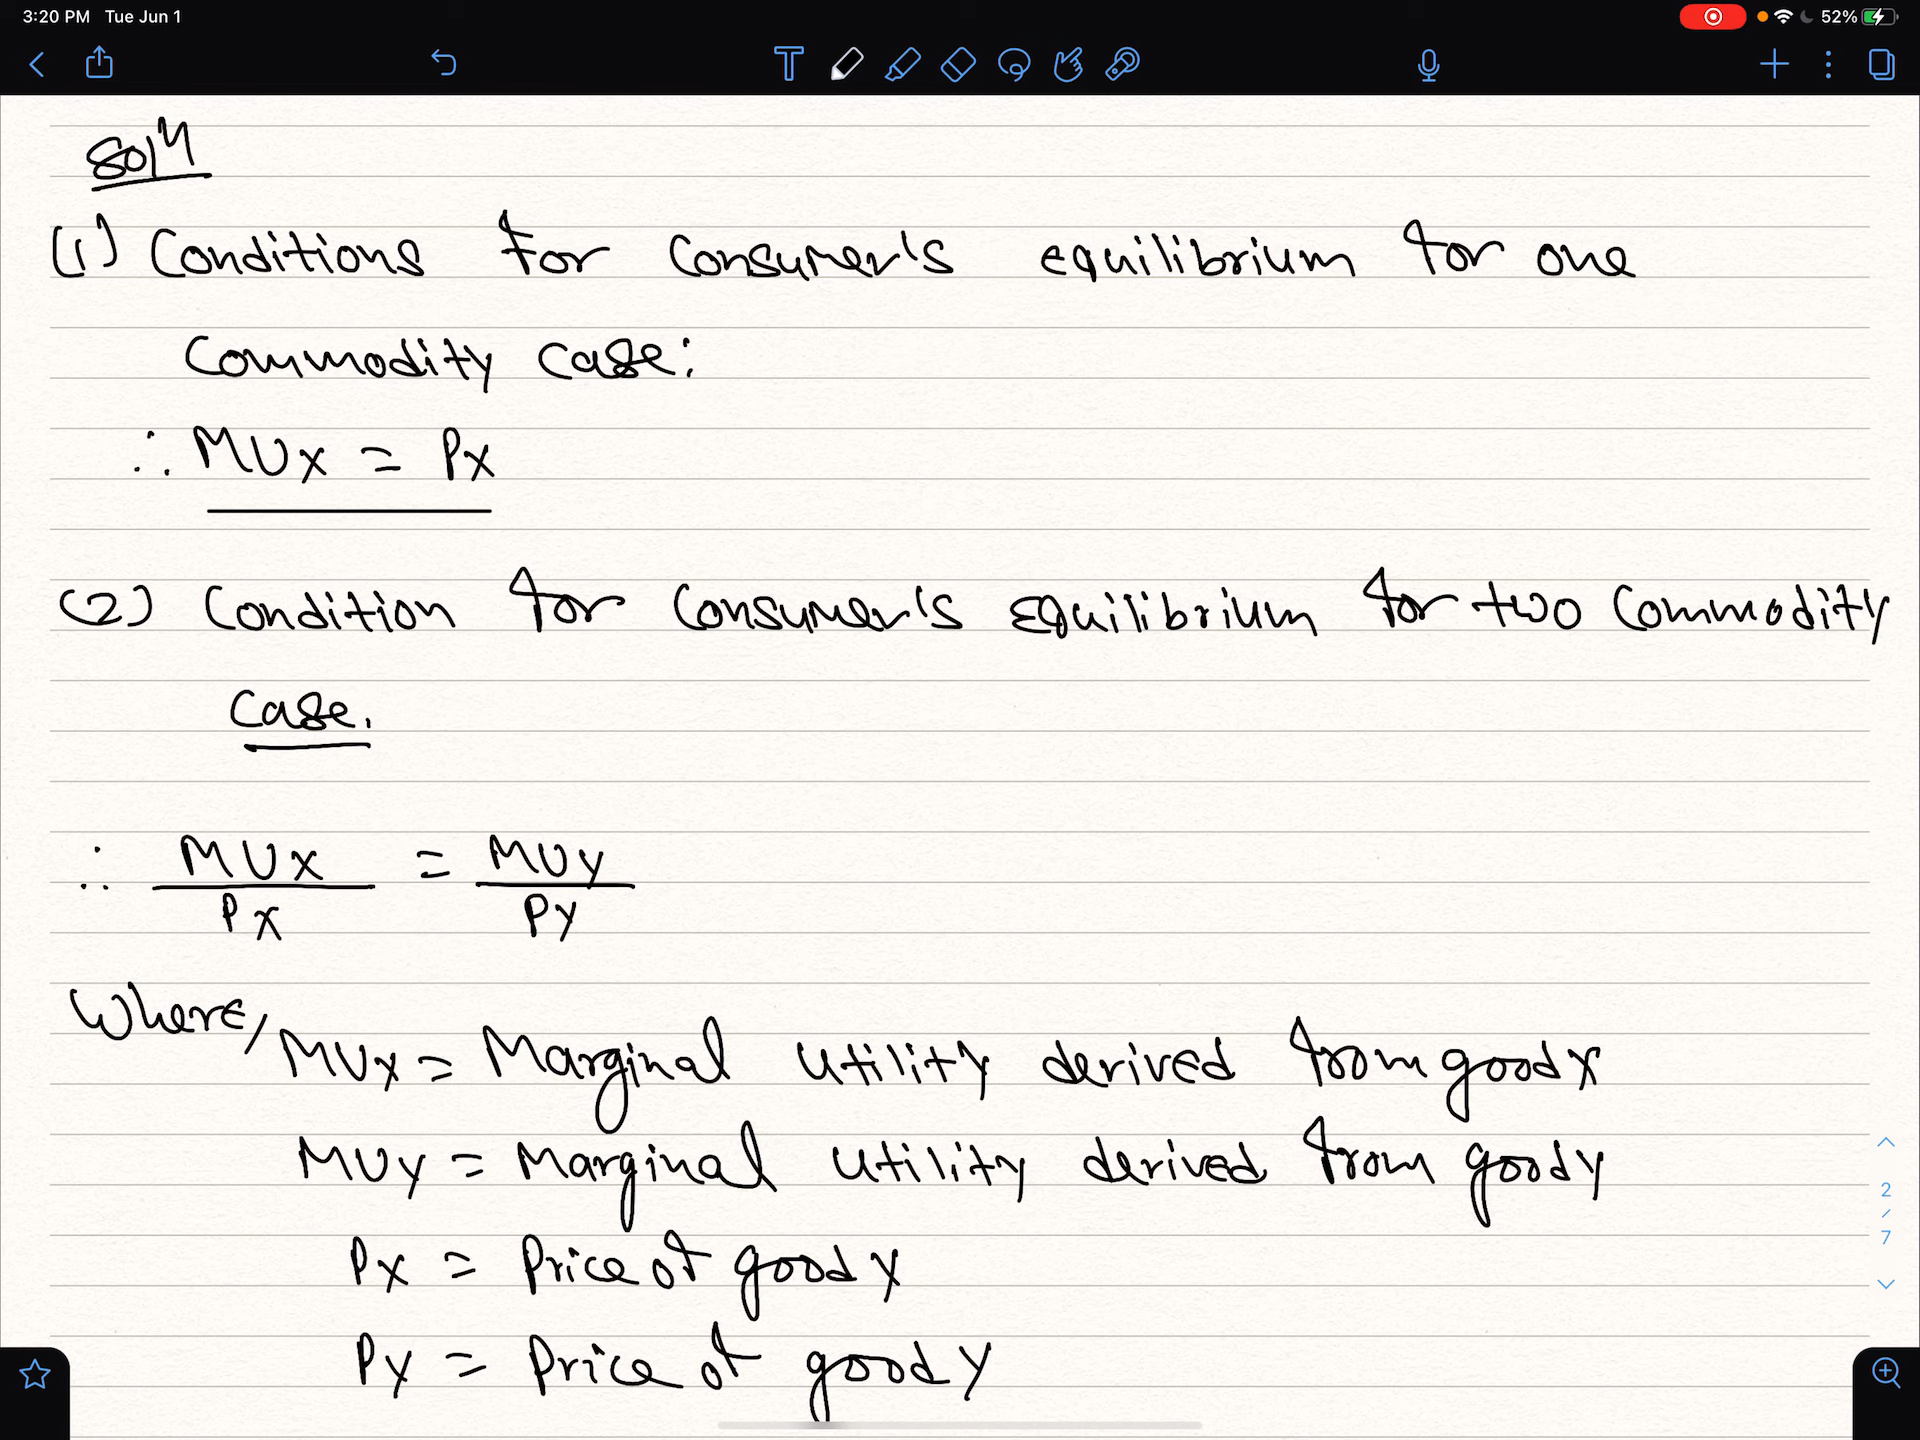 3:20 PM Tue Jun 1
52%
Soln
(1) Conditions for Consumer's equilibrium for one
Commodity Case:
∴ MUx = Px
(2) Condition for Consumer's Equilibrium for two Commodity
Case.
∴ MUx = MUy
Px Py
Where,
MUx = Marginal Utility derived from good x
MUy = Marginal Utility derived from good y
Px = Price of good x
Py = Price of good y
2
/
7